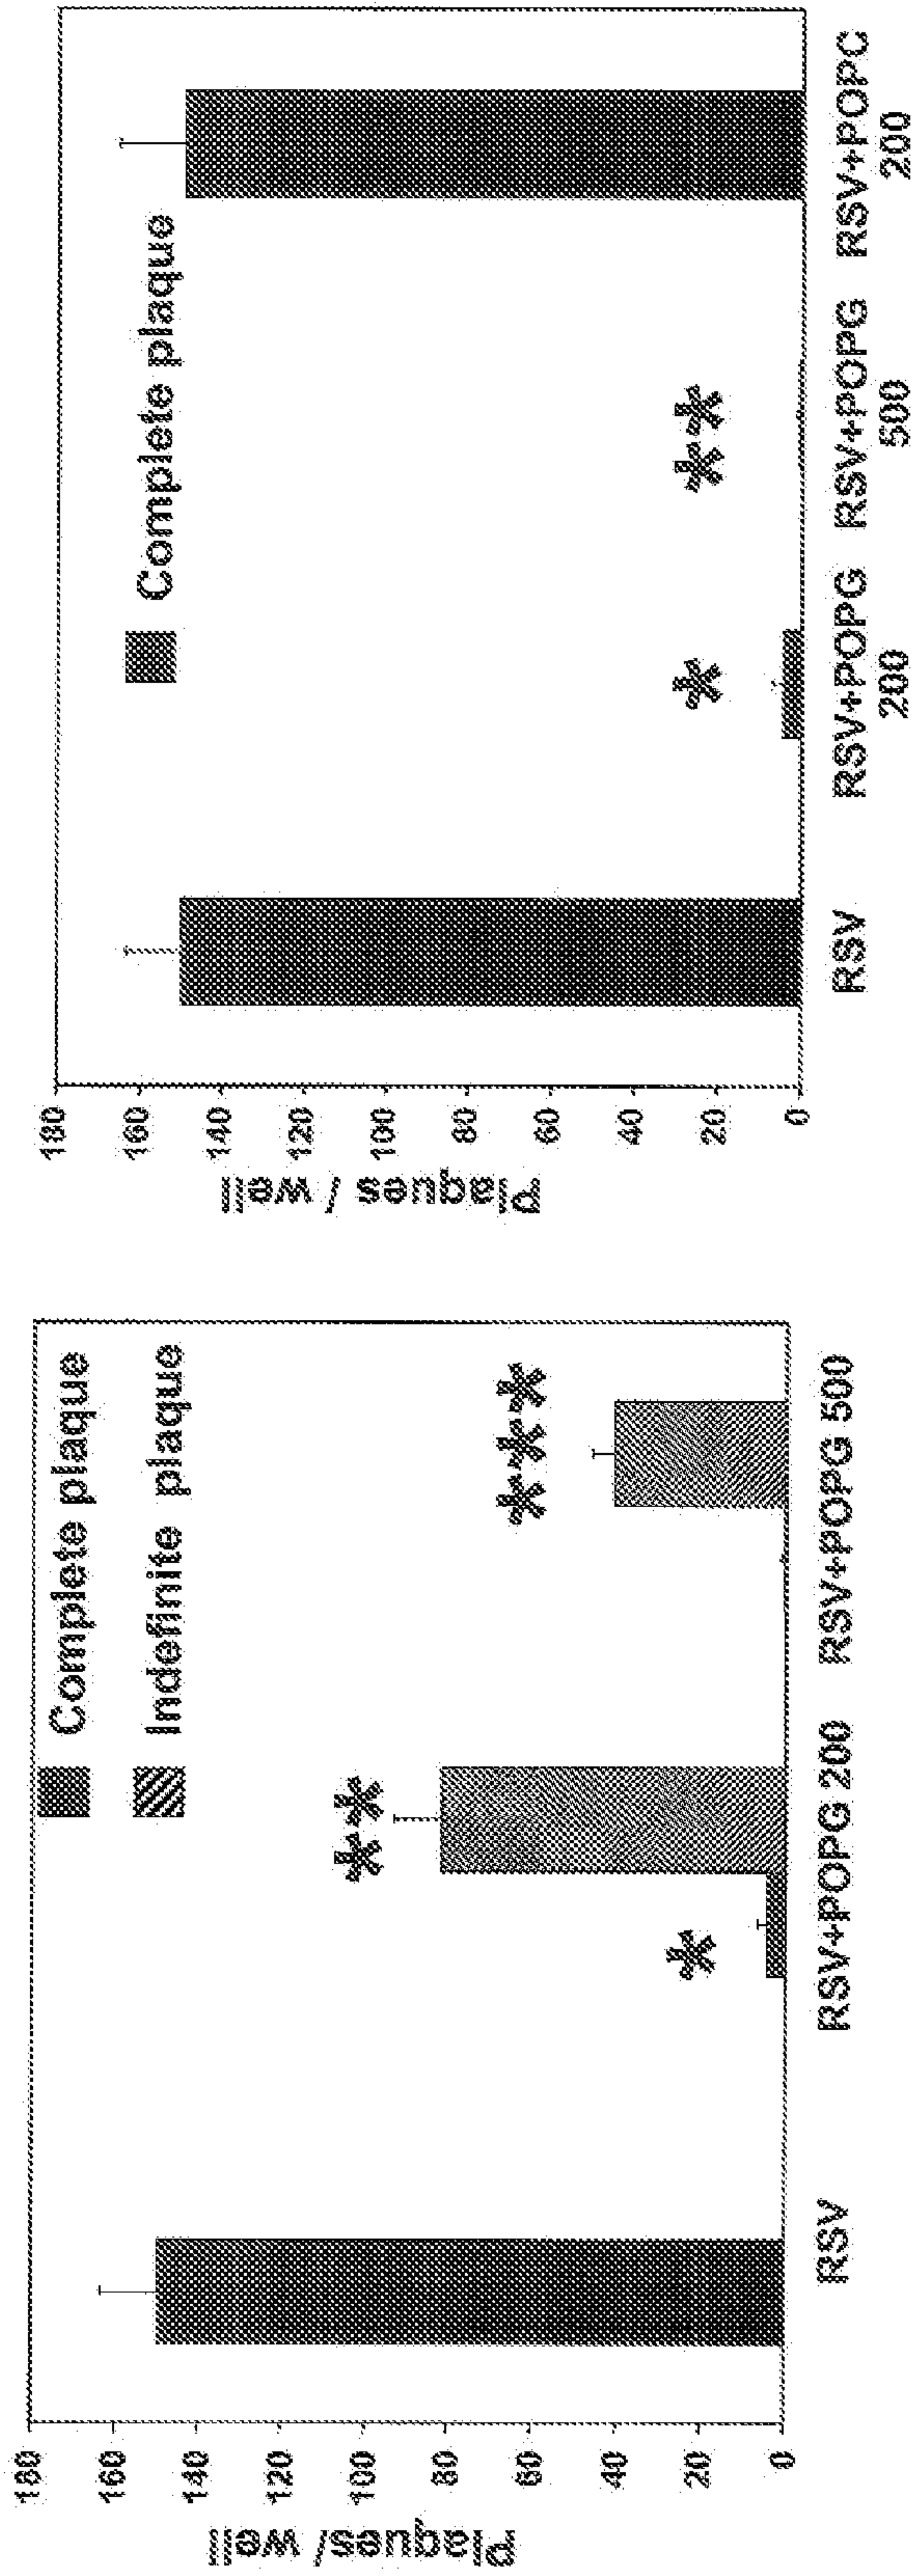 Plaques/ well
180
160
140
120
100
80
60
40
20
0
Complete plaque
Indefinite plaque
*
**
***
RSV
RSV+POPG 200
RSV+POPG 500
Plaques / well
180
160
140
120
100
80
60
40
20
0
Complete plaque
*
**
RSV
RSV+POPG
200
RSV+POPG
500
RSV+POPC
200